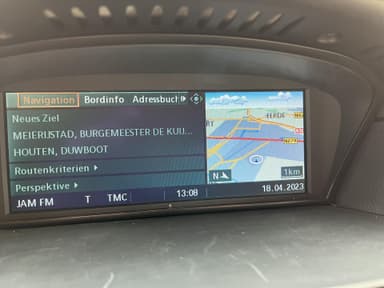 Navigation Bordinfo Adressbuch
Neues Ziel
MEIERIJSTAD, BURGEMEESTER DE KUIJ...
HOUTEN, DUWBOOT
Routenkriterien
Perspektive
N 1km
JAM FM T TMC 13:08 18.04.2023